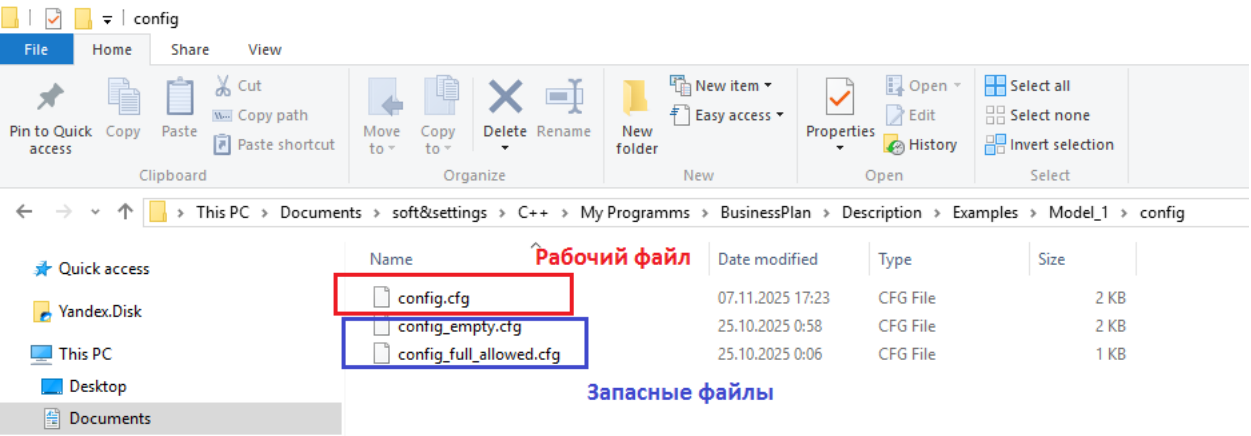 config
File Home Share View
Pin to Quick access
Copy
Paste
Cut
Copy path
Paste shortcut
Move to
Copy to
Delete
Rename
New folder
New item
Easy access
Properties
Open
Edit
History
Select all
Select none
Invert selection
Clipboard Organize New Open Select
This PC > Documents > soft&settings > C++ > My Programms > BusinessPlan > Description > Examples > Model_1 > config
Quick access
Yandex.Disk
This PC
Desktop
Documents
Name Date modified Type Size
Рабочий файл
config.cfg 07.11.2025 17:23 CFG File 2 KB
config_empty.cfg 25.10.2025 0:58 CFG File 2 KB
config_full_allowed.cfg 25.10.2025 0:06 CFG File 1 KB
Запасные файлы